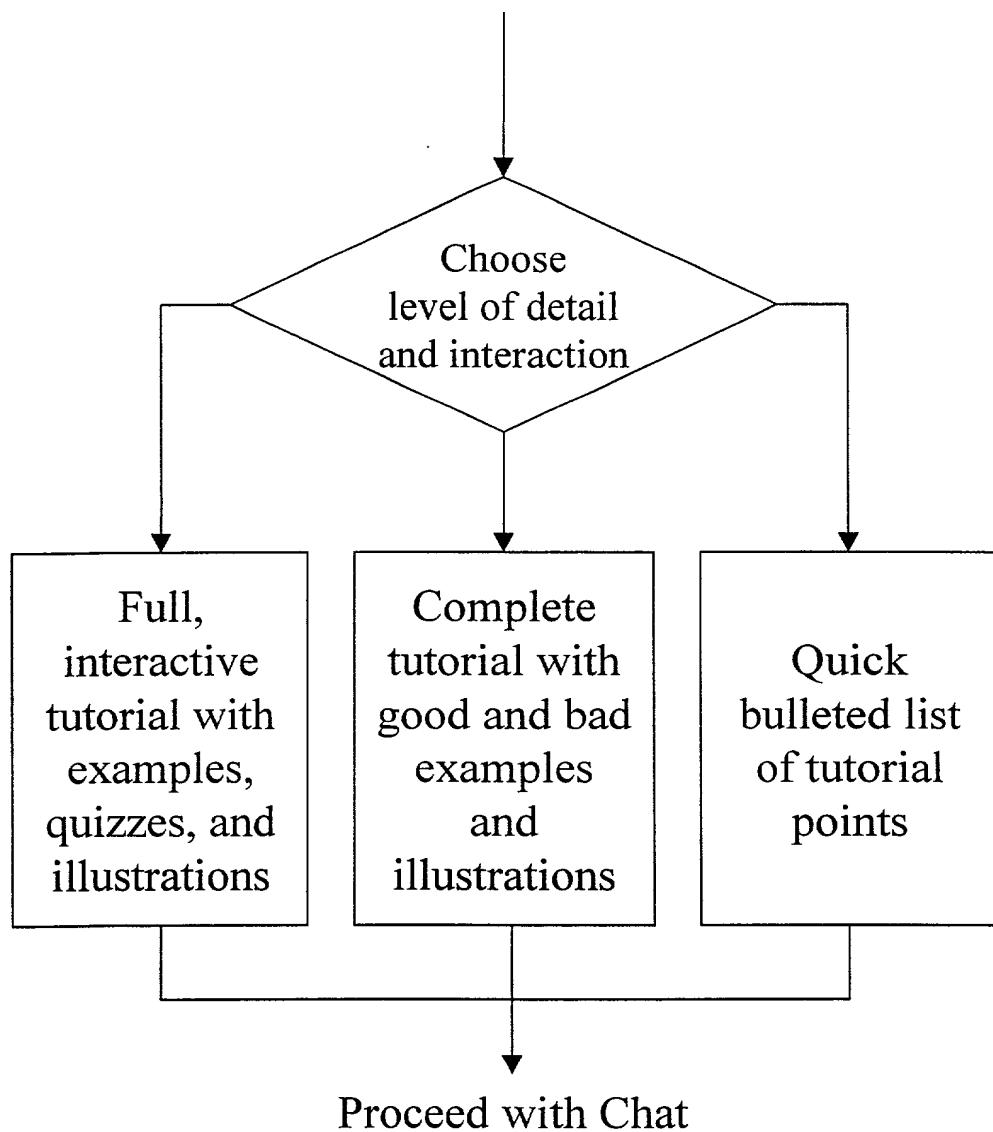 Choose
level of detail
and interaction
Full,
interactive
tutorial with
examples,
quizzes, and
illustrations
Complete
tutorial with
good and bad
examples
and
illustrations
Quick
bulleted list
of tutorial
points
Proceed with Chat